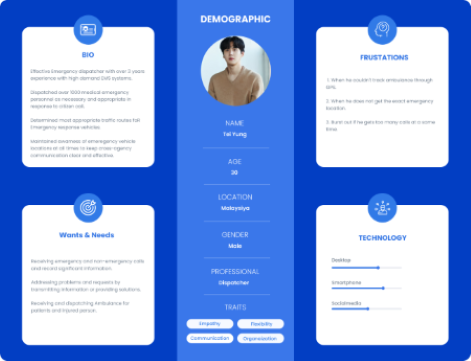 BIO
Effective Emergency dispatcher with over 3 years
experience with high demand EMS systems.
Dispatched over 1000 medical emergency
personnel as necessary and appropriate in
response to citizen call.
Determined most appropriate traffic routes for
Emergency response vehicles
Maintained awareness of emergency vehicle
locations at all times to keep cross-agency
communication clear and effective.
Wants & Needs
Receiving emergency and non-emergency calls
and record significant information.
Addressing problems and requests by
transmitting information or providing solutions.
Receiving and dispatching Ambulance for
patients and injured person.
DEMOGRAPHIC
NAME
Tei Yung
AGE
LOCATION
Malaysiya
GENDER
Male
PROFESSIONAL
Dispatcher
TRAITS
Empathy
Flexibility
Communication
Organization
FRUSTATIONS
1. When he couldn't track ambulance through
GPS.
2. When he does not get the exact emergency
location.
3. Burst out if he gets too many calls at a same
time.
TECHNOLOGY
Desktop
Smartphone